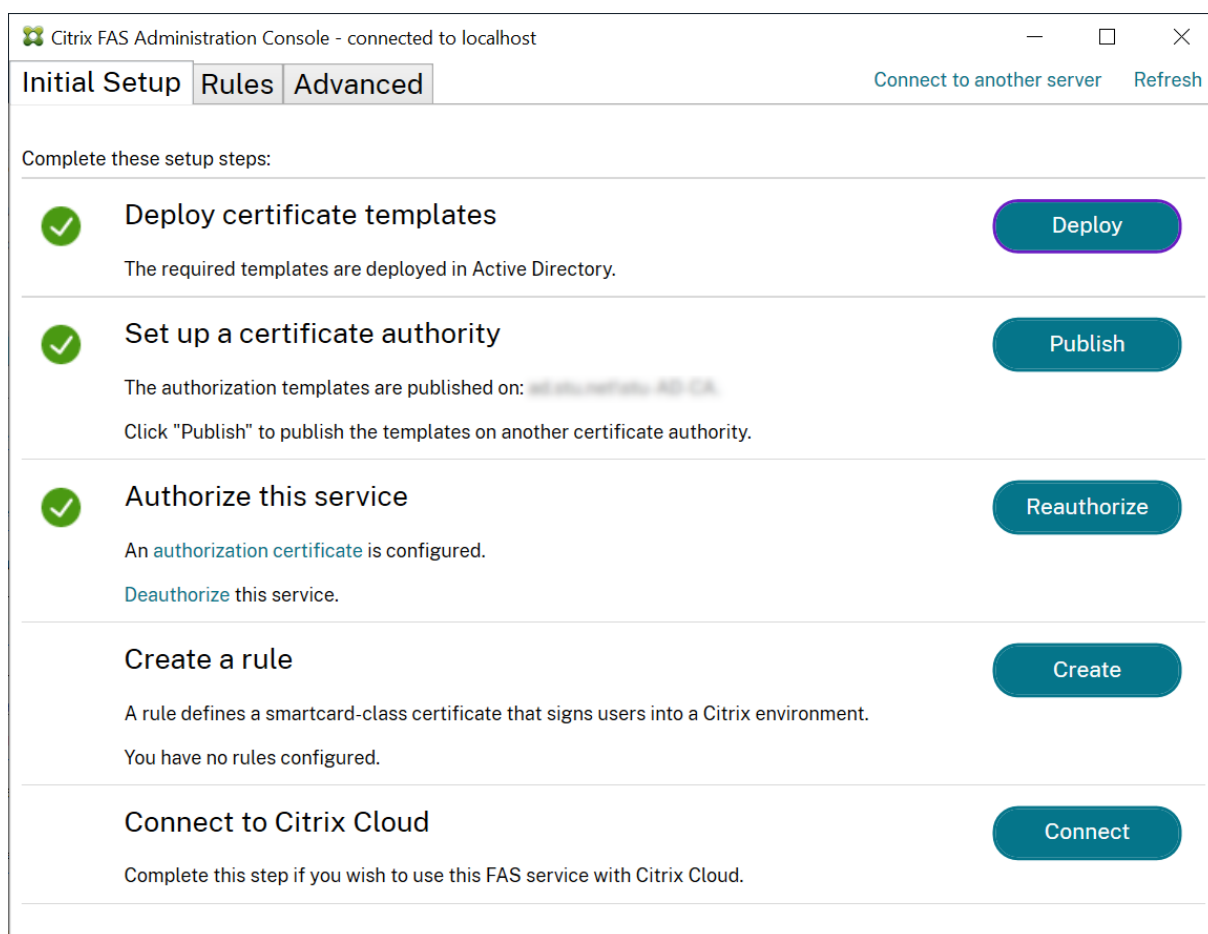 Citrix FAS Administration Console - connected to localhost
Initial Setup Rules Advanced Connect to another server Refresh
Complete these setup steps:
Deploy certificate templates
Deploy
The required templates are deployed in Active Directory.
Set up a certificate authority
Publish
The authorization templates are published on:
Click "Publish" to publish the templates on another certificate authority.
Authorize this service
Reauthorize
An authorization certificate is configured.
Deauthorize this service.
Create a rule
Create
A rule defines a smartcard-class certificate that signs users into a Citrix environment.
You have no rules configured.
Connect to Citrix Cloud
Connect
Complete this step if you wish to use this FAS service with Citrix Cloud.